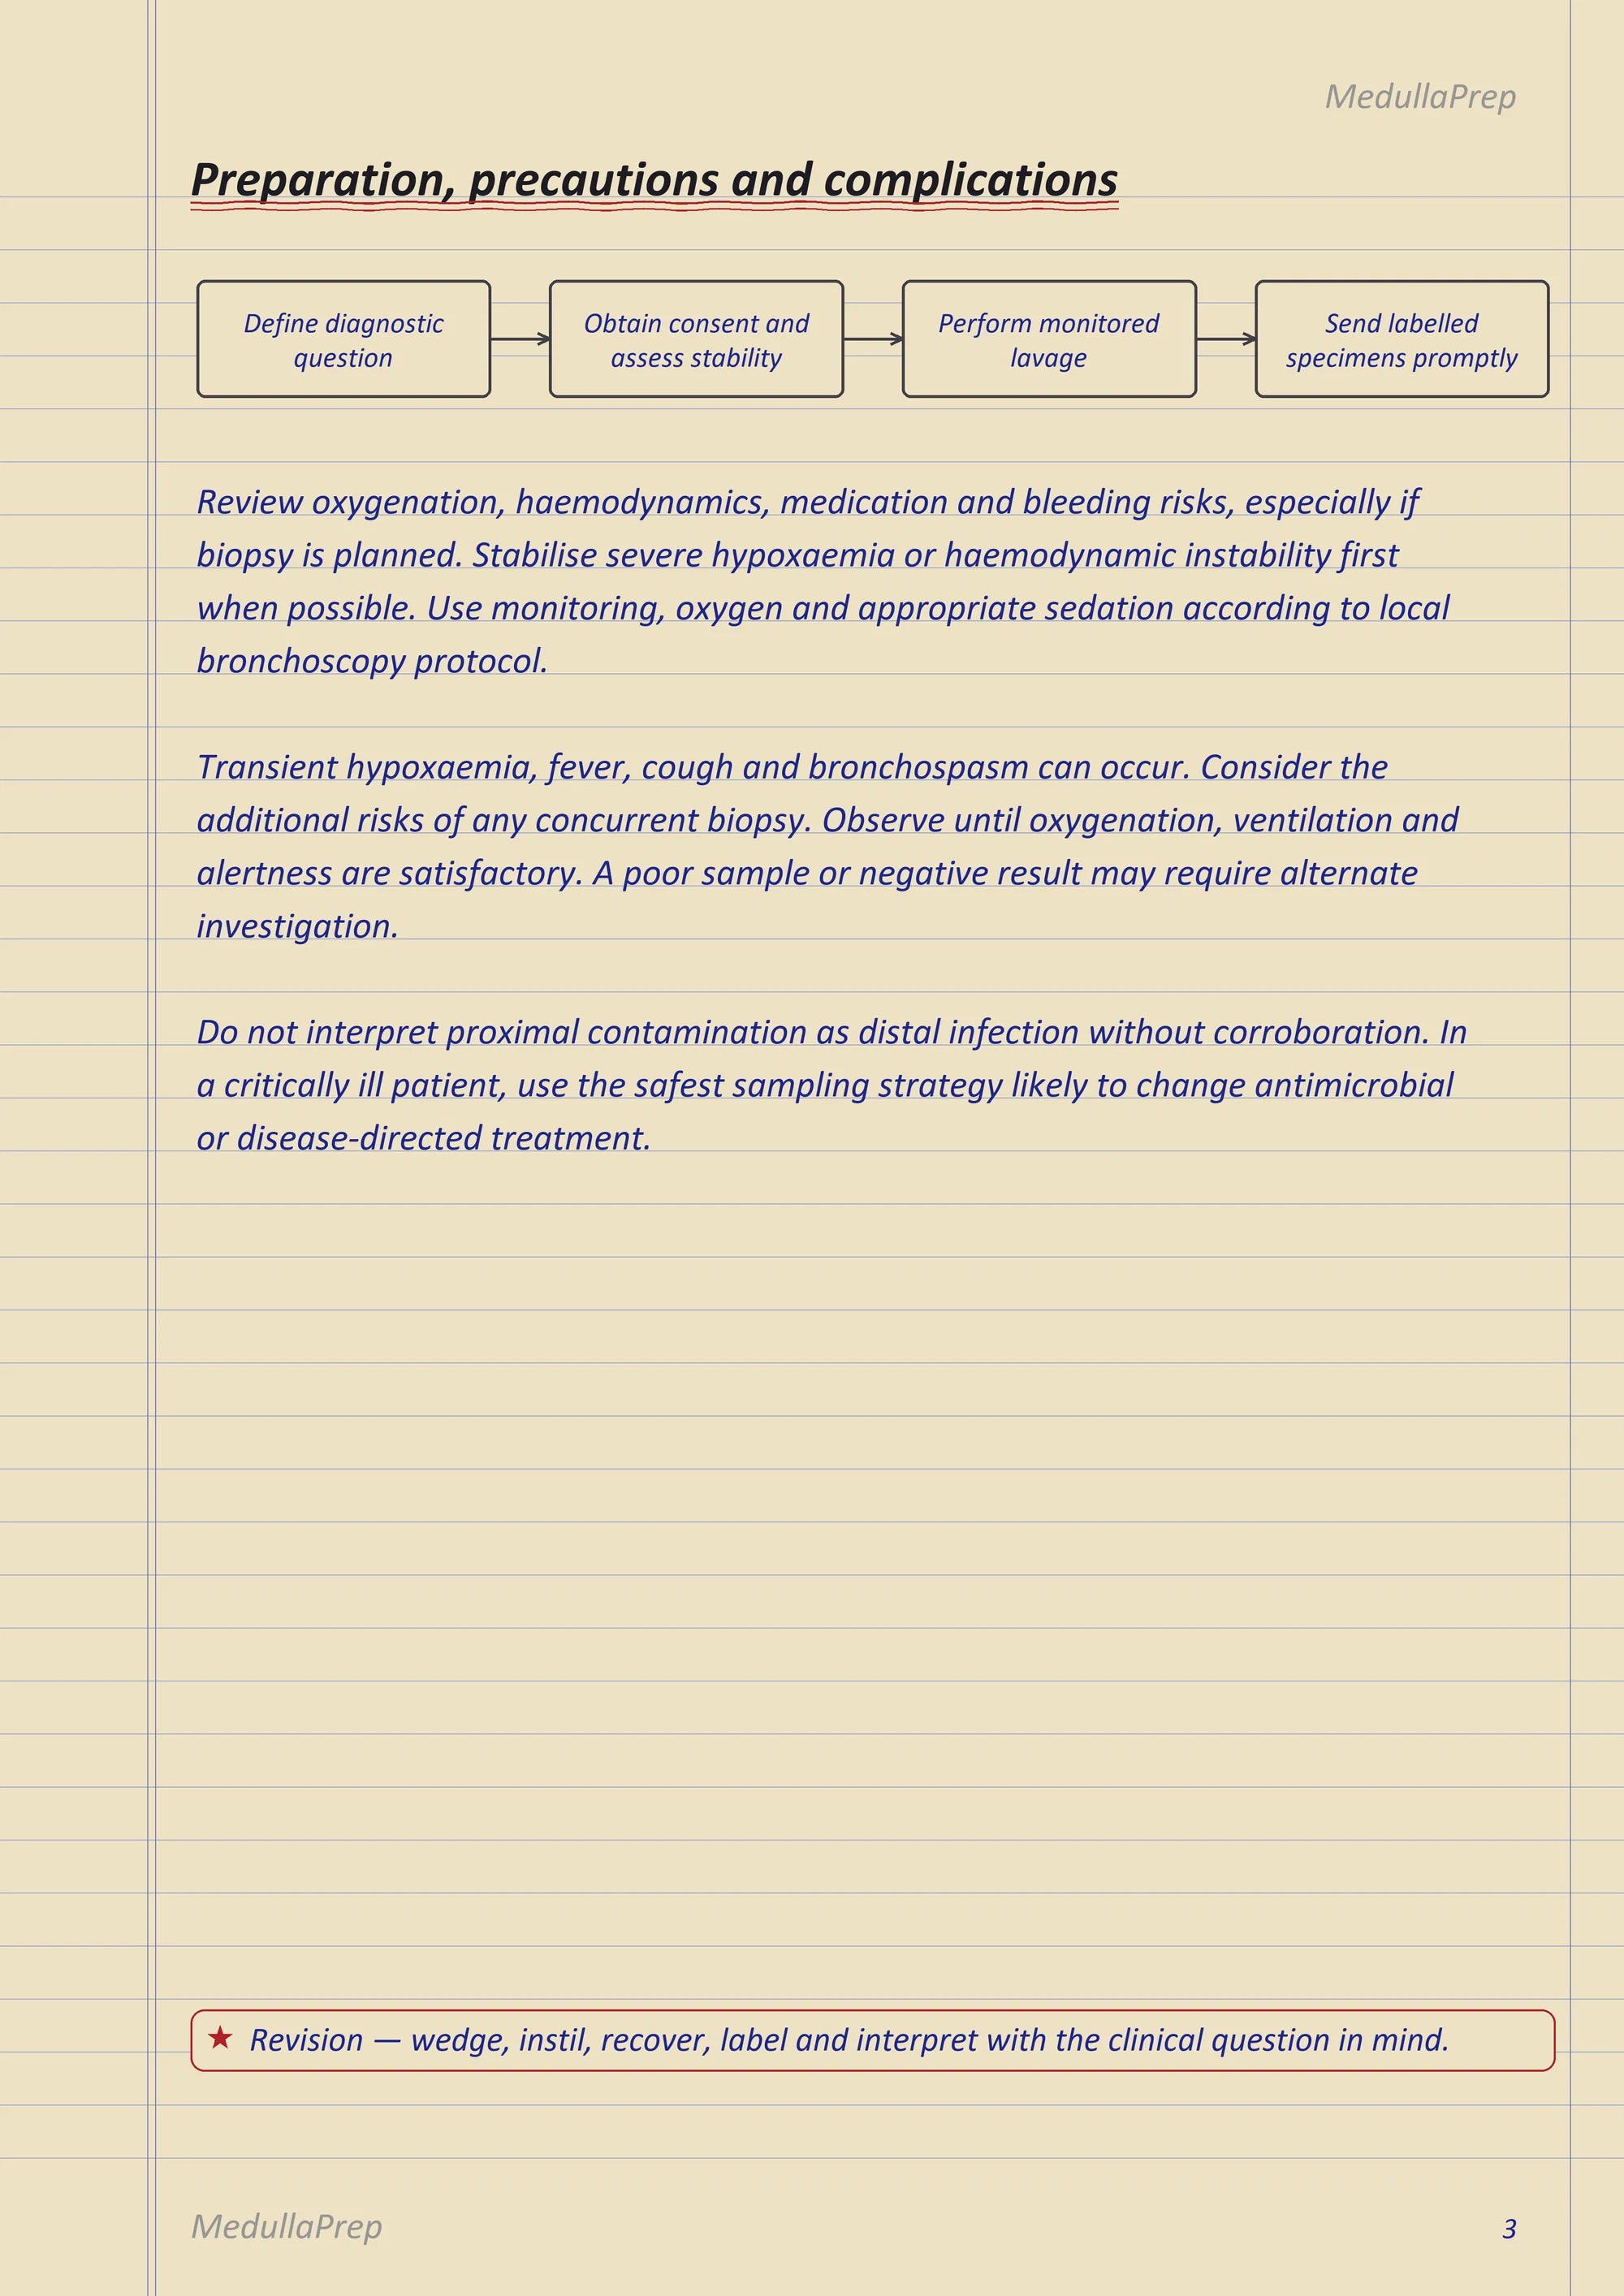 MedullaPrep
Preparation, precautions and complications
Define diagnostic
question
Obtain consent and
assess stability
Perform monitored
lavage
Send labelled
specimens promptly
Review oxygenation, haemodynamics, medication and bleeding risks, especially if
biopsy is planned. Stabilise severe hypoxaemia or haemodynamic instability first
when possible. Use monitoring, oxygen and appropriate sedation according to local
bronchoscopy protocol.
Transient hypoxaemia, fever, cough and bronchospasm can occur. Consider the
additional risks of any concurrent biopsy. Observe until oxygenation, ventilation and
alertness are satisfactory. A poor sample or negative result may require alternate
investigation.
Do not interpret proximal contamination as distal infection without corroboration. In
a critically ill patient, use the safest sampling strategy likely to change antimicrobial
or disease-directed treatment.
★ Revision — wedge, instil, recover, label and interpret with the clinical question in mind.
MedullaPrep
3